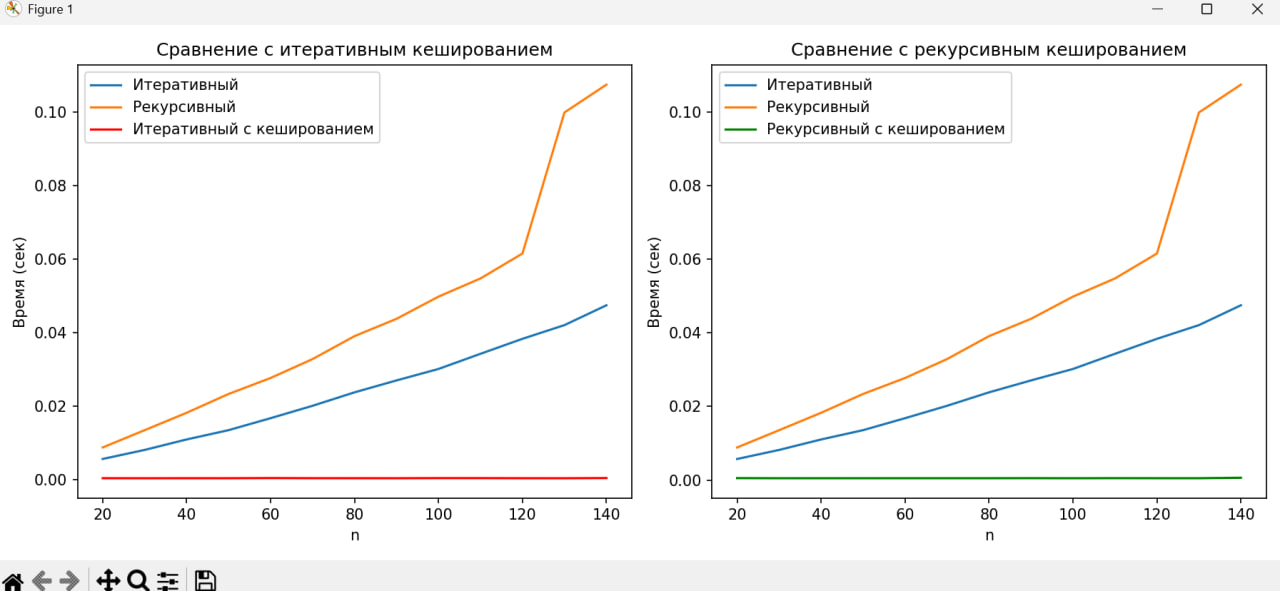 Figure 1
Сравнение с итеративным кешированием
Итеративный
Рекурсивный
Итеративный с кешированием
0.10
0.08
0.06
0.04
0.02
0.00
Время (сек)
20 40 60 80 100 120 140
n
Сравнение с рекурсивным кешированием
Итеративный
Рекурсивный
Рекурсивный с кешированием
0.10
0.08
0.06
0.04
0.02
0.00
Время (сек)
20 40 60 80 100 120 140
n